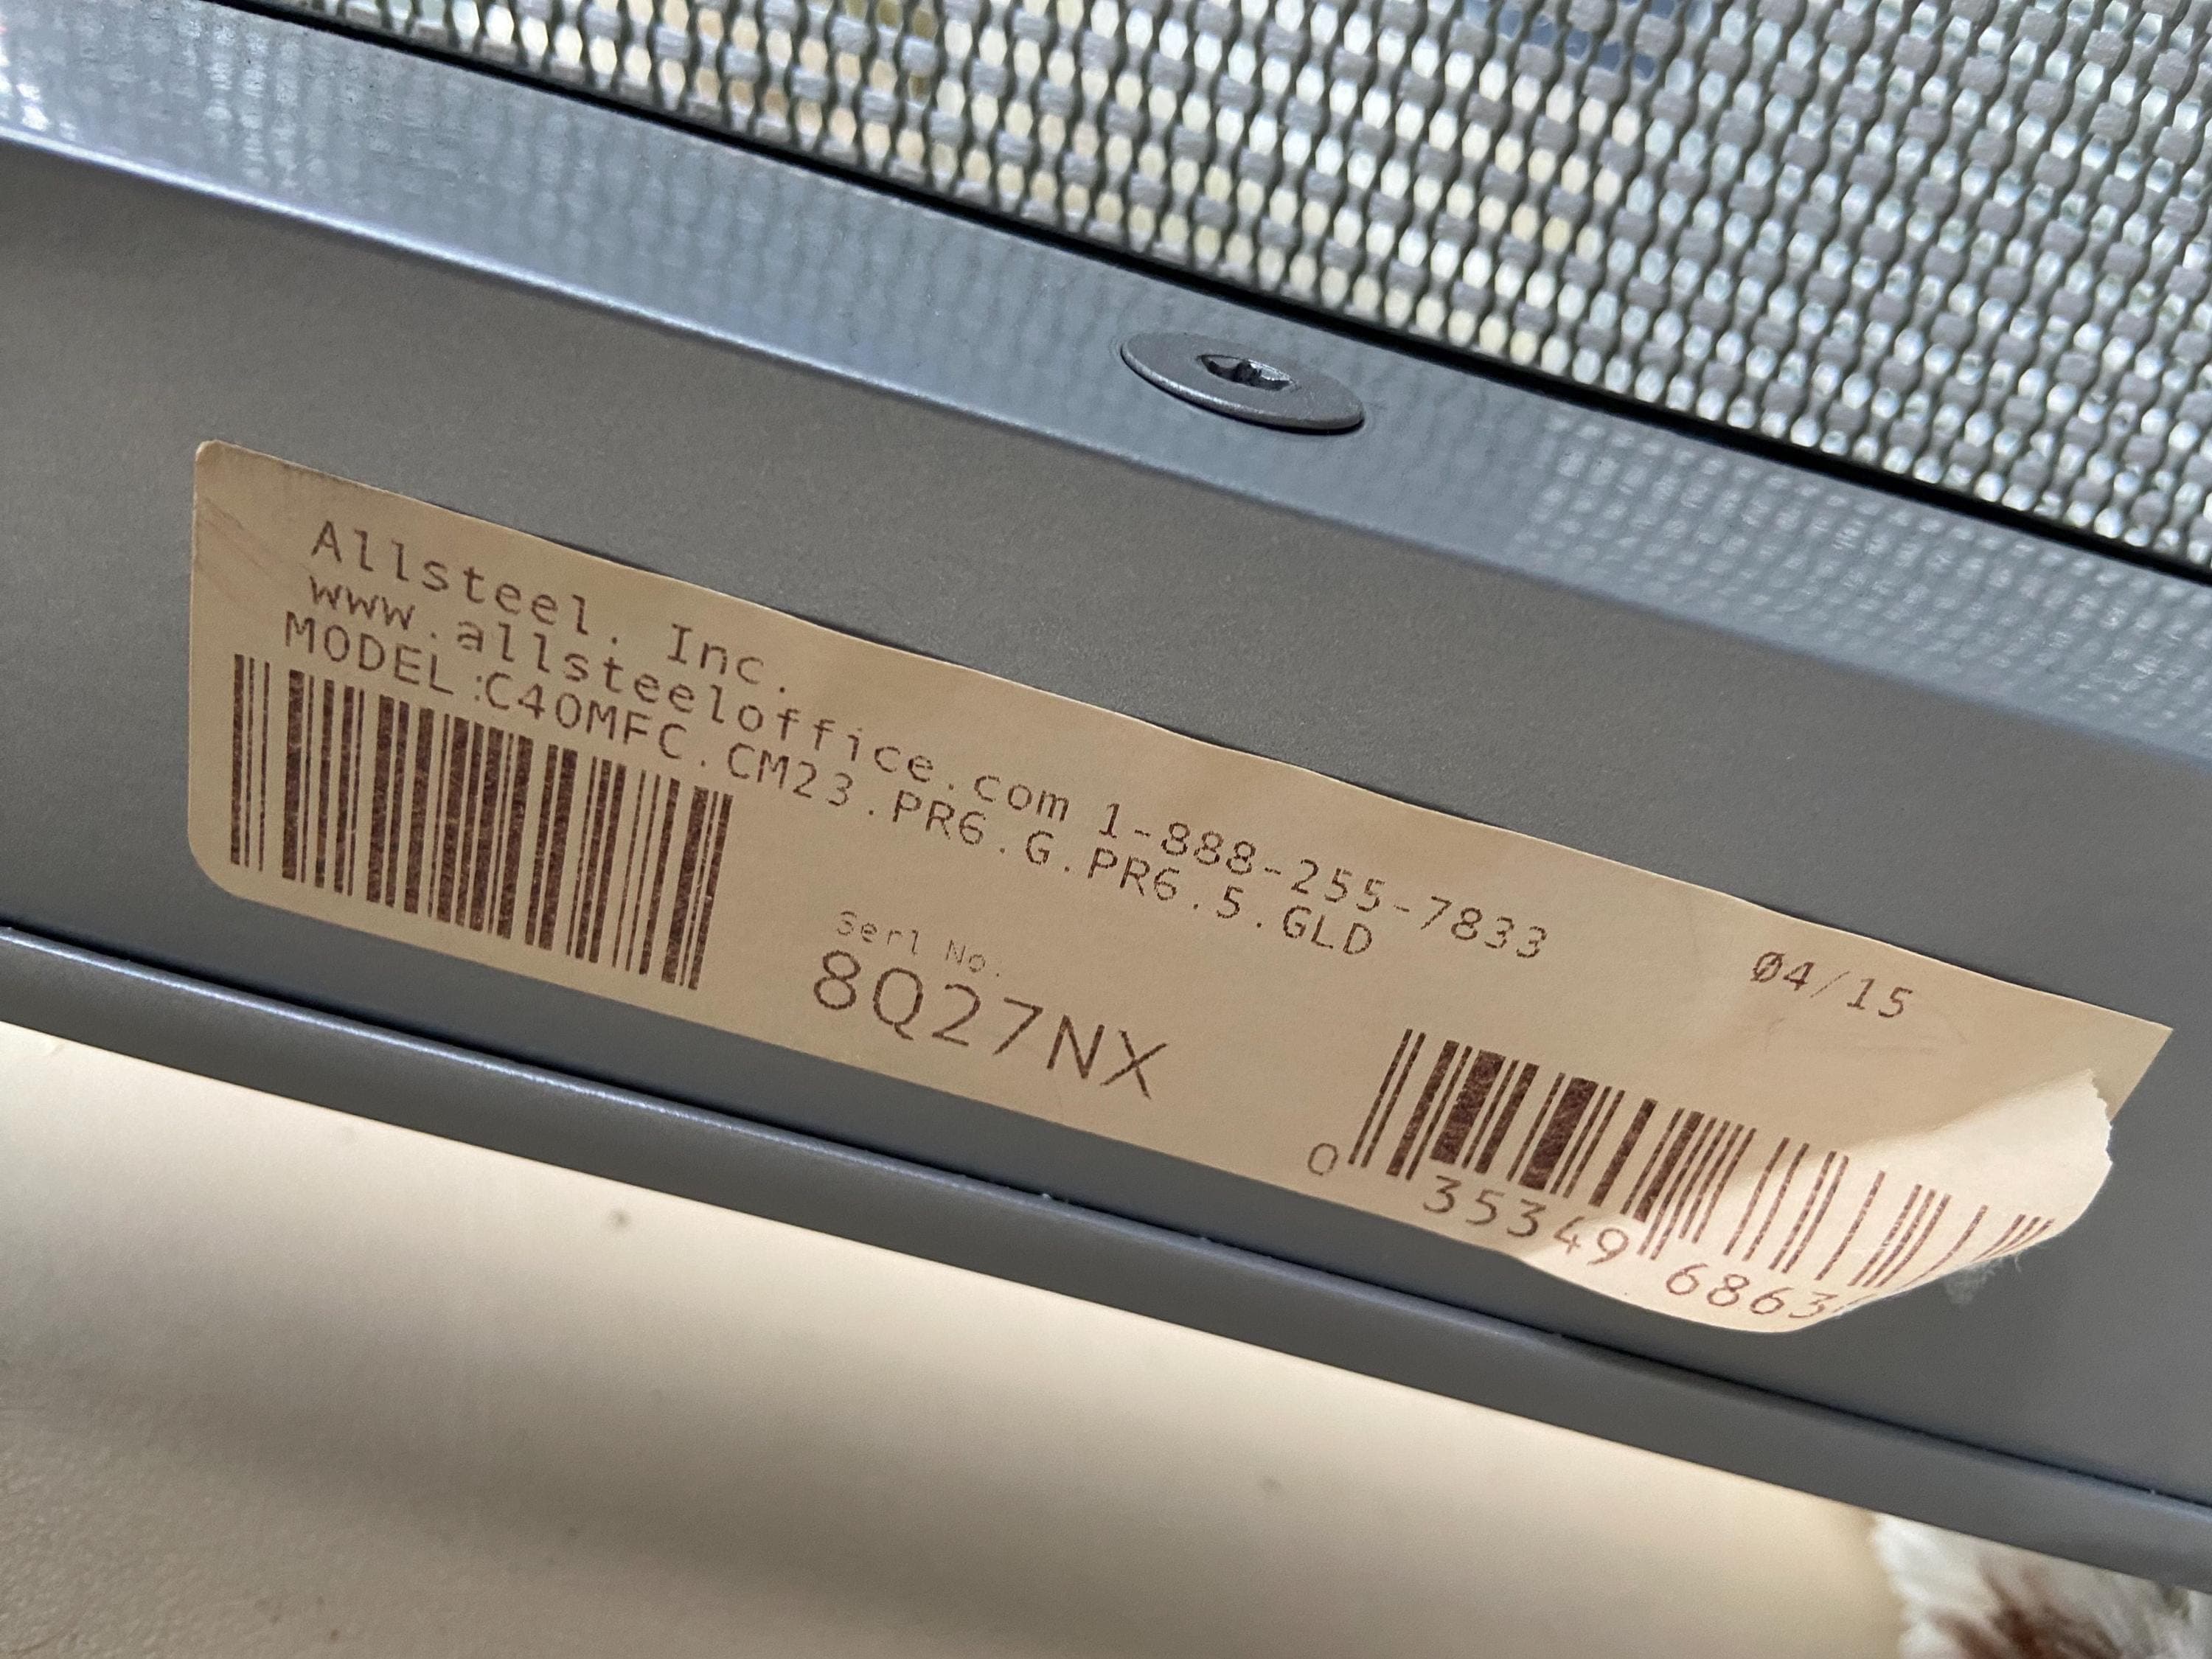 Allsteel. Inc.
www.allsteeloffice.com 1-888-255-7833
MODEL:C40MFC.CM23.PR6.G.PR6.5.GLD
04/15
Serl No.
8Q27NX
0 35349 6863